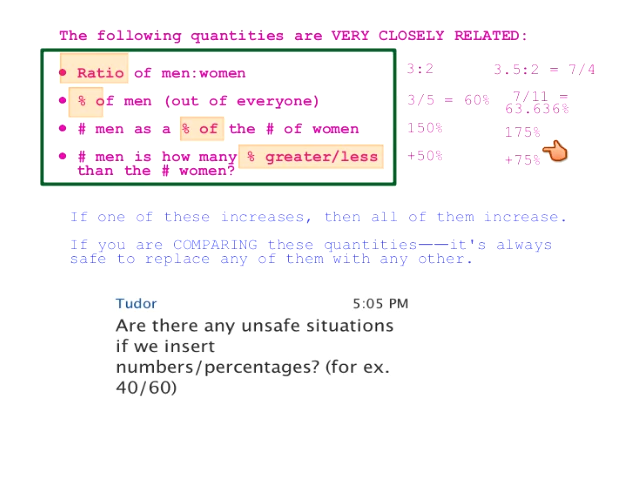 The following quantities are VERY CLOSELY RELATED:
• Ratio of men:women 3:2 3.5:2 = 7/4
• % of men (out of everyone) 3/5 = 60% 7/11 =
63.636%
• # men as a % of the # of women 150% 175%
• # men is how many % greater/less +50% +75%
than the # women?
If one of these increases, then all of them increase.
If you are COMPARING these quantities——it's always
safe to replace any of them with any other.
Tudor 5:05 PM
Are there any unsafe situations
if we insert
numbers/percentages? (for ex.
40/60)